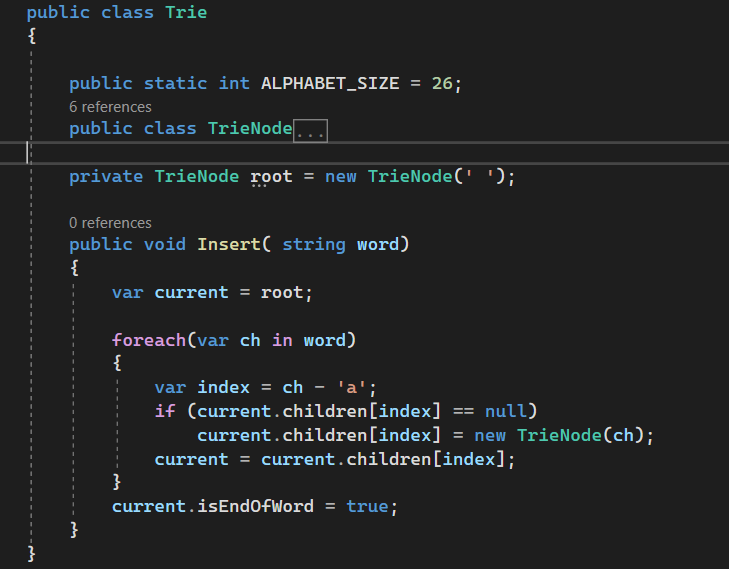 public class Trie
{
public static int ALPHABET_SIZE = 26;
6 references
public class TrieNode...
private TrieNode root = new TrieNode(' ');
0 references
public void Insert( string word)
{
var current = root;
foreach(var ch in word)
{
var index = ch - 'a';
if (current.children[index] == null)
current.children[index] = new TrieNode(ch);
current = current.children[index];
}
current.isEndOfWord = true;
}
}